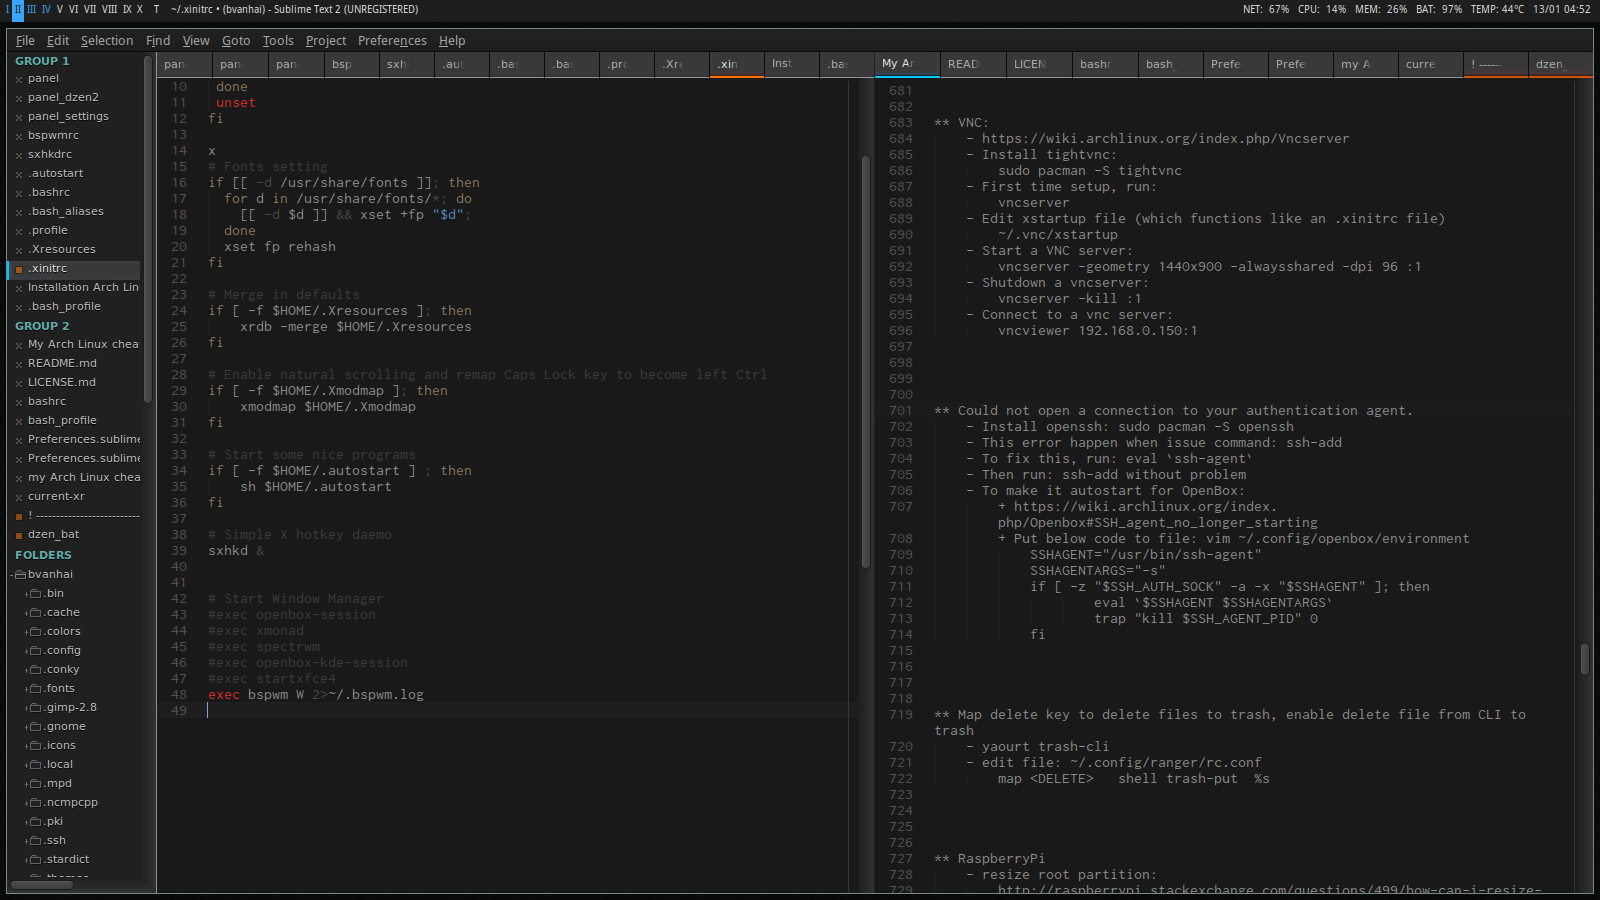 I II III IV V VI VII VIII IX X T ~/.xinitrc • (bvanhai) - Sublime Text 2 (UNREGISTERED)
NET: 67% CPU: 14% MEM: 26% BAT: 97% TEMP: 44°C 13/01 04:52
File Edit Selection Find View Goto Tools Project Preferences Help
GROUP 1
panel
panel_dzen2
panel_settings
bspwmrc
sxhkdrc
.autostart
.bashrc
.bash_aliases
.profile
.Xresources
.xinitrc
Installation Arch Lin
.bash_profile
GROUP 2
My Arch Linux chea
README.md
LICENSE.md
bashrc
bash_profile
Preferences.sublime
Preferences.sublime
my Arch Linux chea
current-xr
! --------------------------
dzen_bat
FOLDERS
bvanhai
.bin
.cache
.colors
.config
.conky
.fonts
.gimp-2.8
.gnome
.icons
.local
.mpd
.ncmpcpp
.pki
.ssh
.stardict
pan pan pan bsp sxh .aut .ba .ba .pro .Xre .xin Inst .ba
10 done
11 unset
12 fi
13
14 x
15 # Fonts setting
16 if [[ -d /usr/share/fonts ]]; then
17 for d in /usr/share/fonts/*; do
18 [[ -d $d ]] && xset +fp "$d";
19 done
20 xset fp rehash
21 fi
22
23 # Merge in defaults
24 if [ -f $HOME/.Xresources ]; then
25 xrdb -merge $HOME/.Xresources
26 fi
27
28 # Enable natural scrolling and remap Caps Lock key to become left Ctrl
29 if [ -f $HOME/.Xmodmap ]; then
30 xmodmap $HOME/.Xmodmap
31 fi
32
33 # Start some nice programs
34 if [ -f $HOME/.autostart ] ; then
35 sh $HOME/.autostart
36 fi
37
38 # Simple X hotkey daemo
39 sxhkd &
40
41
42 # Start Window Manager
43 #exec openbox-session
44 #exec xmonad
45 #exec spectrwm
46 #exec openbox-kde-session
47 #exec startxfce4
48 exec bspwm W 2>~/.bspwm.log
49
My Ar READ LICEN bashr bash_ Prefe Prefe my A curre ! ----- dzen_
681
682
683 ** VNC:
684 - https://wiki.archlinux.org/index.php/Vncserver
685 - Install tightvnc:
686 sudo pacman -S tightvnc
687 - First time setup, run:
688 vncserver
689 - Edit xstartup file (which functions like an .xinitrc file)
690 ~/.vnc/xstartup
691 - Start a VNC server:
692 vncserver -geometry 1440x900 -alwaysshared -dpi 96 :1
693 - Shutdown a vncserver:
694 vncserver -kill :1
695 - Connect to a vnc server:
696 vncviewer 192.168.0.150:1
697
698
699
700
701 ** Could not open a connection to your authentication agent.
702 - Install openssh: sudo pacman -S openssh
703 - This error happen when issue command: ssh-add
704 - To fix this, run: eval `ssh-agent`
705 - Then run: ssh-add without problem
706 - To make it autostart for OpenBox:
707 + https://wiki.archlinux.org/index.
php/Openbox#SSH_agent_no_longer_starting
708 + Put below code to file: vim ~/.config/openbox/environment
709 SSHAGENT="/usr/bin/ssh-agent"
710 SSHAGENTARGS="-s"
711 if [ -z "$SSH_AUTH_SOCK" -a -x "$SSHAGENT" ]; then
712 eval `$SSHAGENT $SSHAGENTARGS`
713 trap "kill $SSH_AGENT_PID" 0
714 fi
715
716
717
718
719 ** Map delete key to delete files to trash, enable delete file from CLI to
trash
720 - yaourt trash-cli
721 - edit file: ~/.config/ranger/rc.conf
722 map <DELETE> shell trash-put %s
723
724
725
726
727 ** RaspberryPi
728 - resize root partition:
729 http://raspberrypi.stackexchange.com/questions/499/how-can-i-resize-